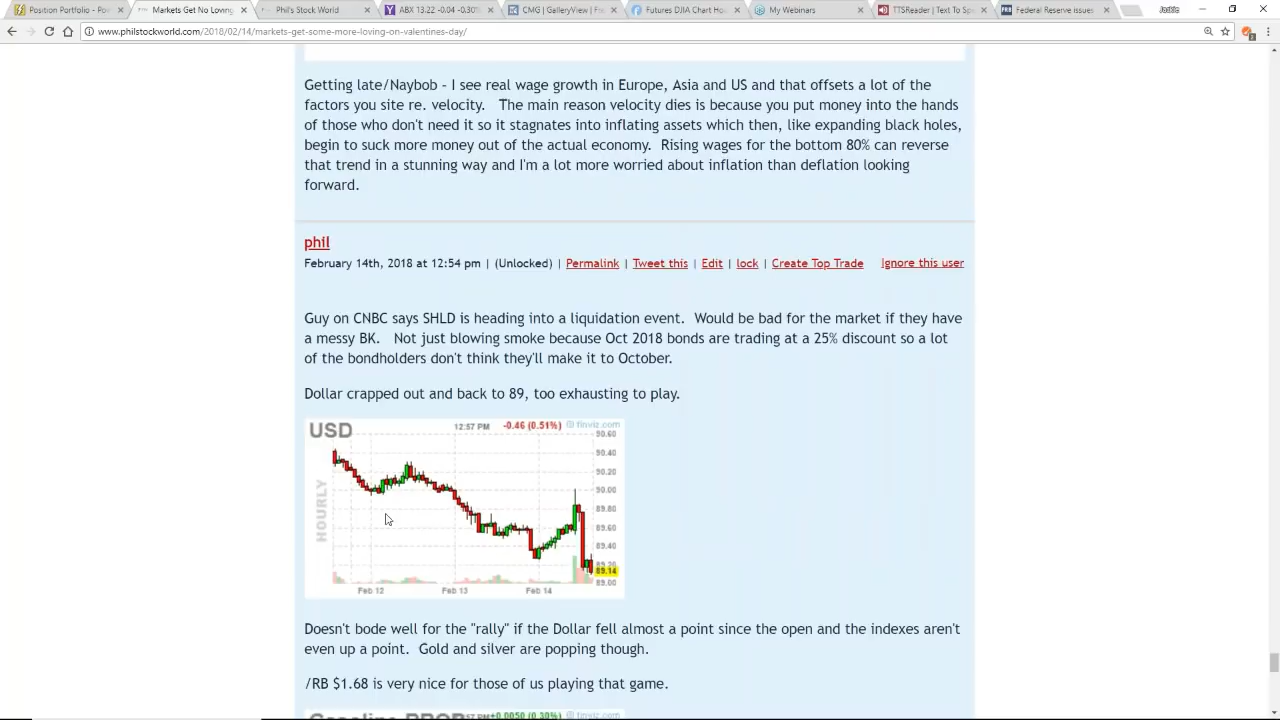 Position Portfolio - Po
Markets Get No Loving
Phil's Stock World
ABX 13.22 -0.04 -0.30%
CMG | GalleryView | Fr
Futures DJIA Chart Ho
My Webinars
TTSReader | Text To Sp
Federal Reserve issues
www.philstockworld.com/2018/02/14/markets-get-some-more-loving-on-valentines-day/
Getting late/Naybob - I see real wage growth in Europe, Asia and US and that offsets a lot of the
factors you site re. velocity. The main reason velocity dies is because you put money into the hands
of those who don't need it so it stagnates into inflating assets which then, like expanding black holes,
begin to suck more money out of the actual economy. Rising wages for the bottom 80% can reverse
that trend in a stunning way and I'm a lot more worried about inflation than deflation looking
forward.
phil
February 14th, 2018 at 12:54 pm | (Unlocked) | Permalink | Tweet this | Edit | lock | Create Top Trade Ignore this user
Guy on CNBC says SHLD is heading into a liquidation event. Would be bad for the market if they have
a messy BK. Not just blowing smoke because Oct 2018 bonds are trading at a 25% discount so a lot
of the bondholders don't think they'll make it to October.
Dollar crapped out and back to 89, too exhausting to play.
USD 12:57 PM -0.46 (0.51%) © finviz.com
90.60
90.40
90.20
90.00
89.80
89.60
89.40
89.20
89.14
89.00
HOURLY
Feb 12 Feb 13 Feb 14
Doesn't bode well for the "rally" if the Dollar fell almost a point since the open and the indexes aren't
even up a point. Gold and silver are popping though.
/RB $1.68 is very nice for those of us playing that game.
+0.0050 (0.30%) © finviz.com